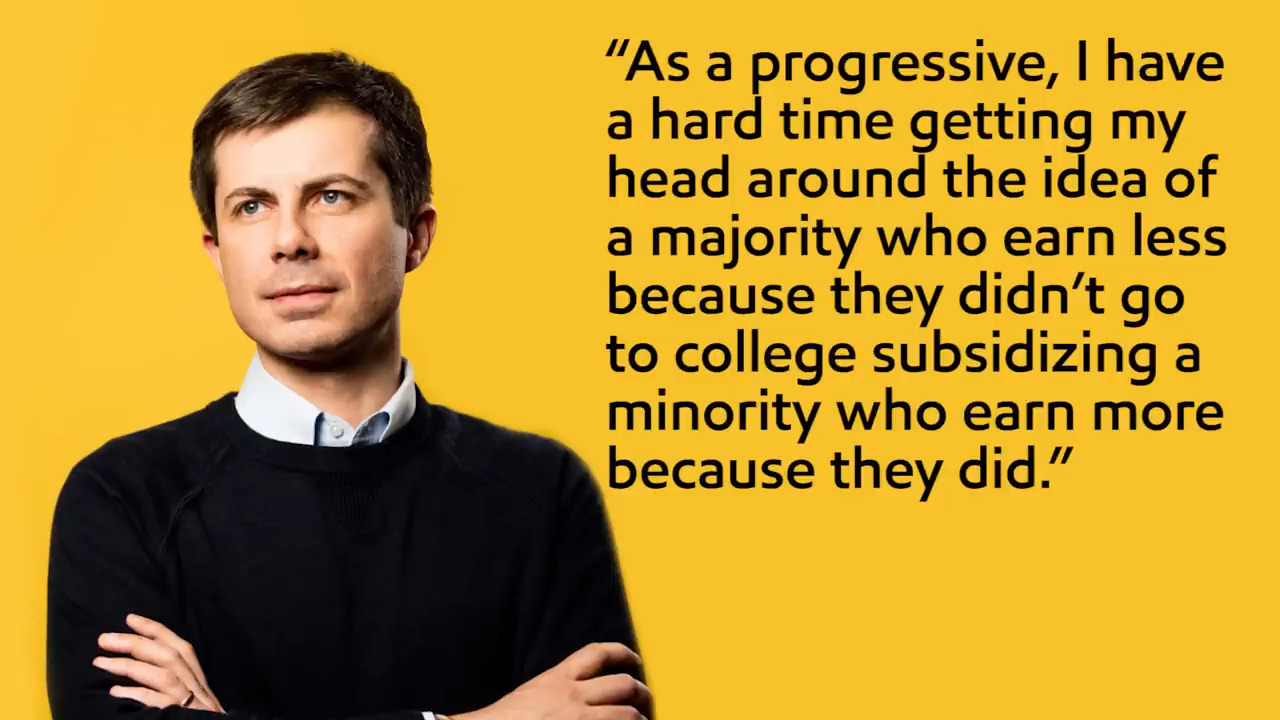 “As a progressive, I have
a hard time getting my
head around the idea of
a majority who earn less
because they didn’t go
to college subsidizing a
minority who earn more
because they did.”